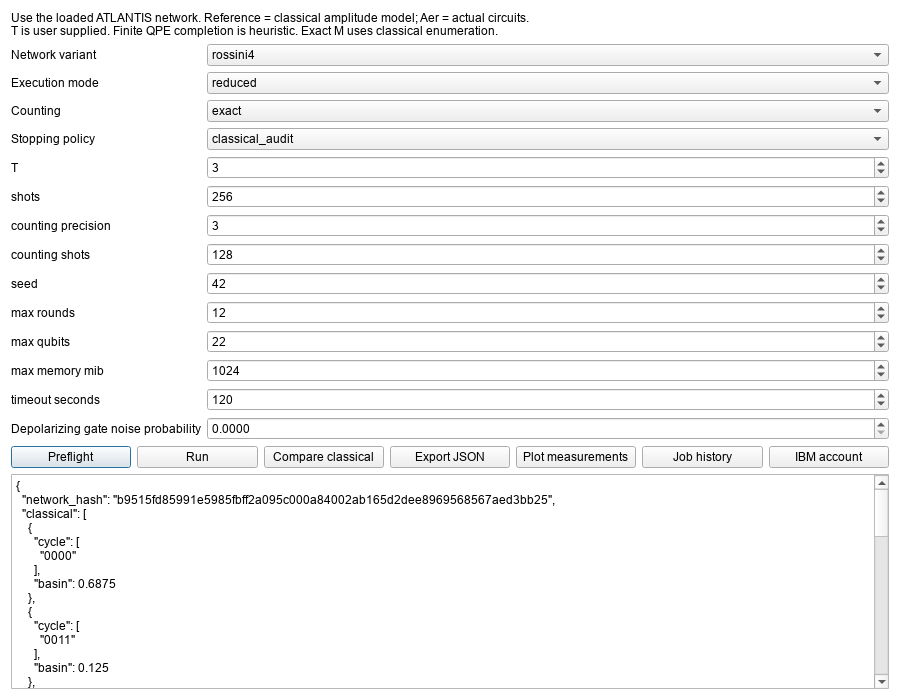 Use the loaded ATLANTIS network. Reference = classical amplitude model; Aer = actual circuits.
T is user supplied. Finite QPE completion is heuristic. Exact M uses classical enumeration.
Network variant rossini4
Execution mode reduced
Counting exact
Stopping policy classical_audit
T 3
shots 256
counting precision 3
counting shots 128
seed 42
max rounds 12
max qubits 22
max memory mib 1024
timeout seconds 120
Depolarizing gate noise probability 0.0000
Preflight Run Compare classical Export JSON Plot measurements Job history IBM account
{
"network_hash": "b9515fd85991e5985fbff2a095c000a84002ab165d2dee8969568567aed3bb25",
"classical": [
{
"cycle": [
"0000"
],
"basin": 0.6875
},
{
"cycle": [
"0011"
],
"basin": 0.125
},